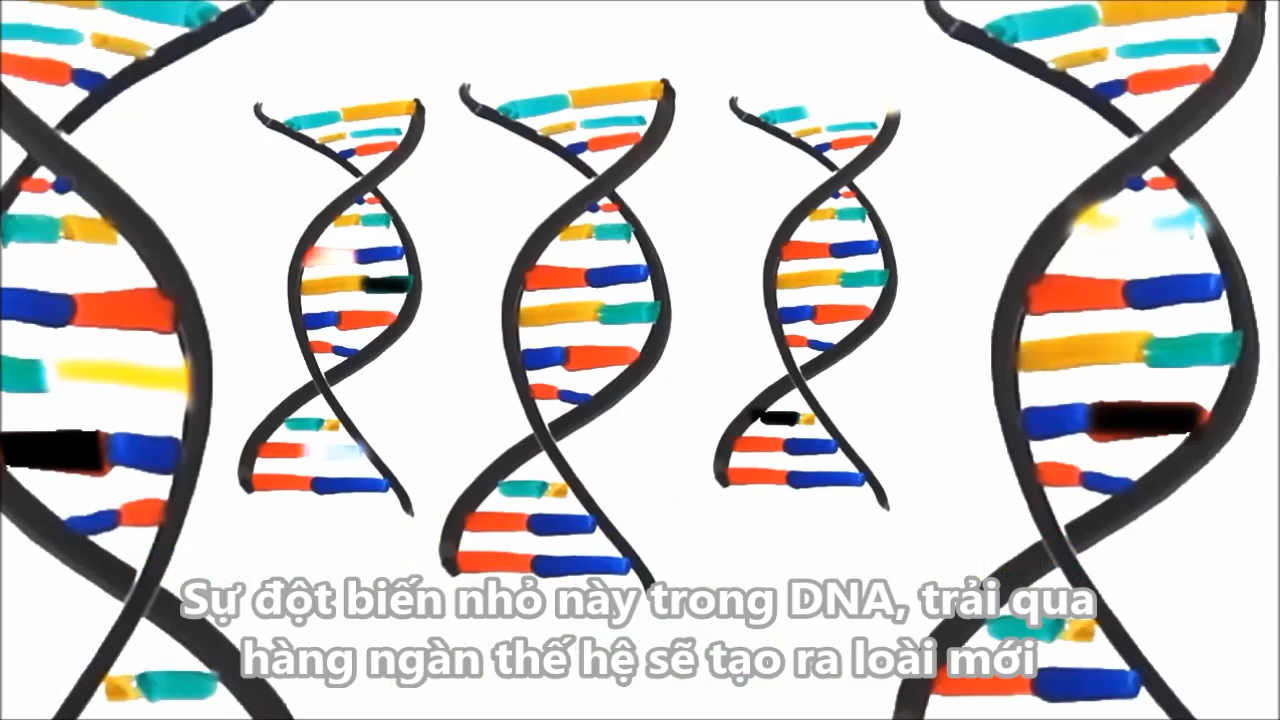 Sự đột biến nhỏ này trong DNA, trải qua
hàng ngàn thế hệ sẽ tạo ra loài mới